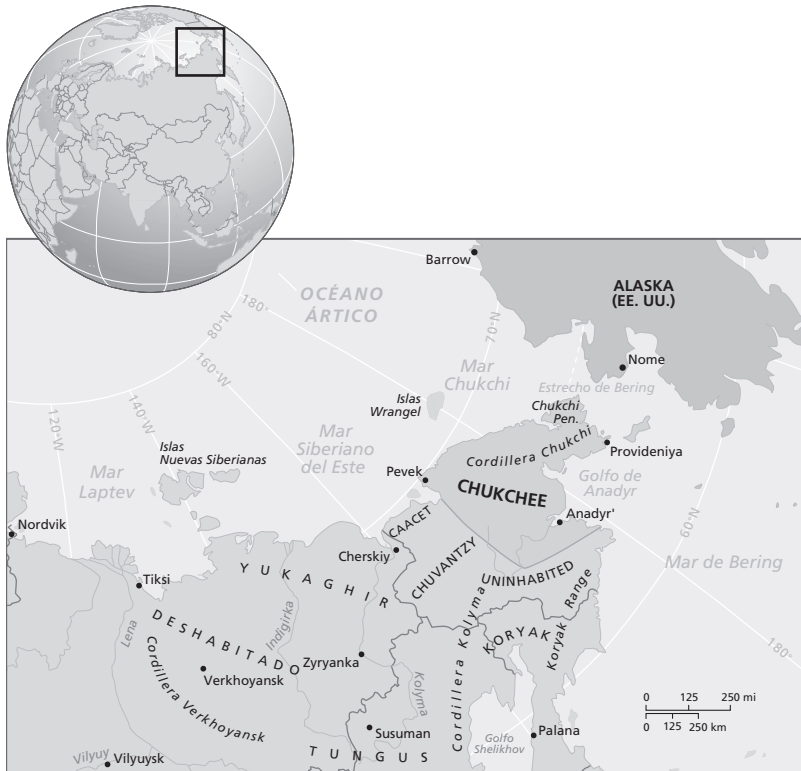 Barrow
ALASKA
(EE. UU.)
OCÉANO
ÁRTICO
180°
80°N
70°N
160°W
140°W
120°W
Nome
Mar
Chukchi
Estrecho de Bering
Islas
Wrangel
Chukchi
Pen.
Mar
Siberiano
del Este
Islas
Nuevas Siberianas
Mar
Laptev
Cordillera Chukchi
Provideniya
Pevek
CHUKCHEE
Golfo de
Anadyr
Anadyr'
60°N
Nordvik
CAACET
Cherskiy
CHUVANTZY
UNINHABITED
Mar de Bering
Tiksi
YUKAGHIR
Koryak Range
180°
Lena
DESHABITADO
Indigirka
Zyryanka
Cordillera Kolyma
KORYAK
Verkhoyansk
Cordillera Verkhoyansk
Kolyma
0 125 250 mi
0 125 250 km
Susuman
Palana
Golfo
Shelikhov
TUNGUS
Vilyuy
Vilyuysk